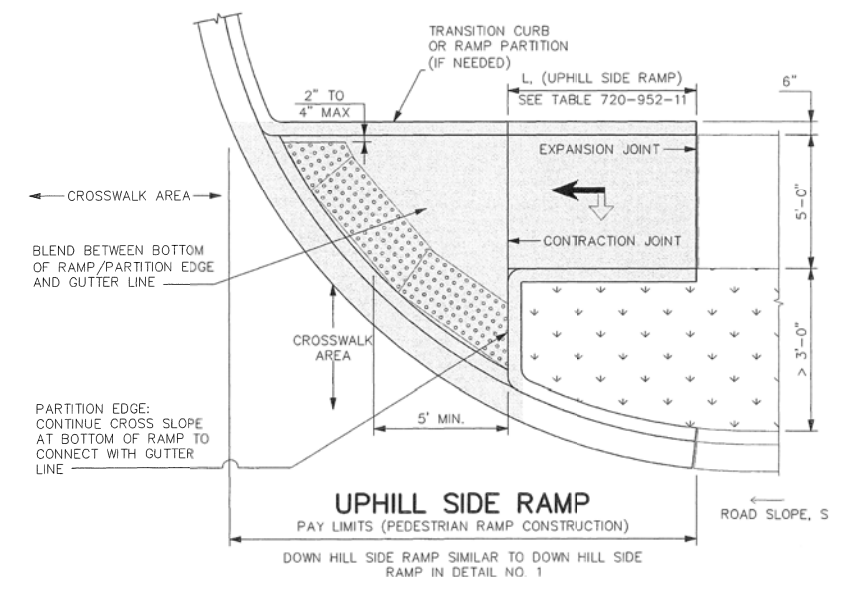 TRANSITION CURB
OR RAMP PARTITION
(IF NEEDED)
L, (UPHILL SIDE RAMP)
SEE TABLE 720-952-11
6"
2" TO
4" MAX
EXPANSION JOINT
CROSSWALK AREA
5'-0"
CONTRACTION JOINT
BLEND BETWEEN BOTTOM
OF RAMP/PARTITION EDGE
AND GUTTER LINE
CROSSWALK
AREA
> 3'-0"
PARTITION EDGE:
CONTINUE CROSS SLOPE
AT BOTTOM OF RAMP TO
CONNECT WITH GUTTER
LINE
5' MIN.
UPHILL SIDE RAMP
PAY LIMITS (PEDESTRIAN RAMP CONSTRUCTION)
ROAD SLOPE, S
DOWN HILL SIDE RAMP SIMILAR TO DOWN HILL SIDE
RAMP IN DETAIL NO. 1